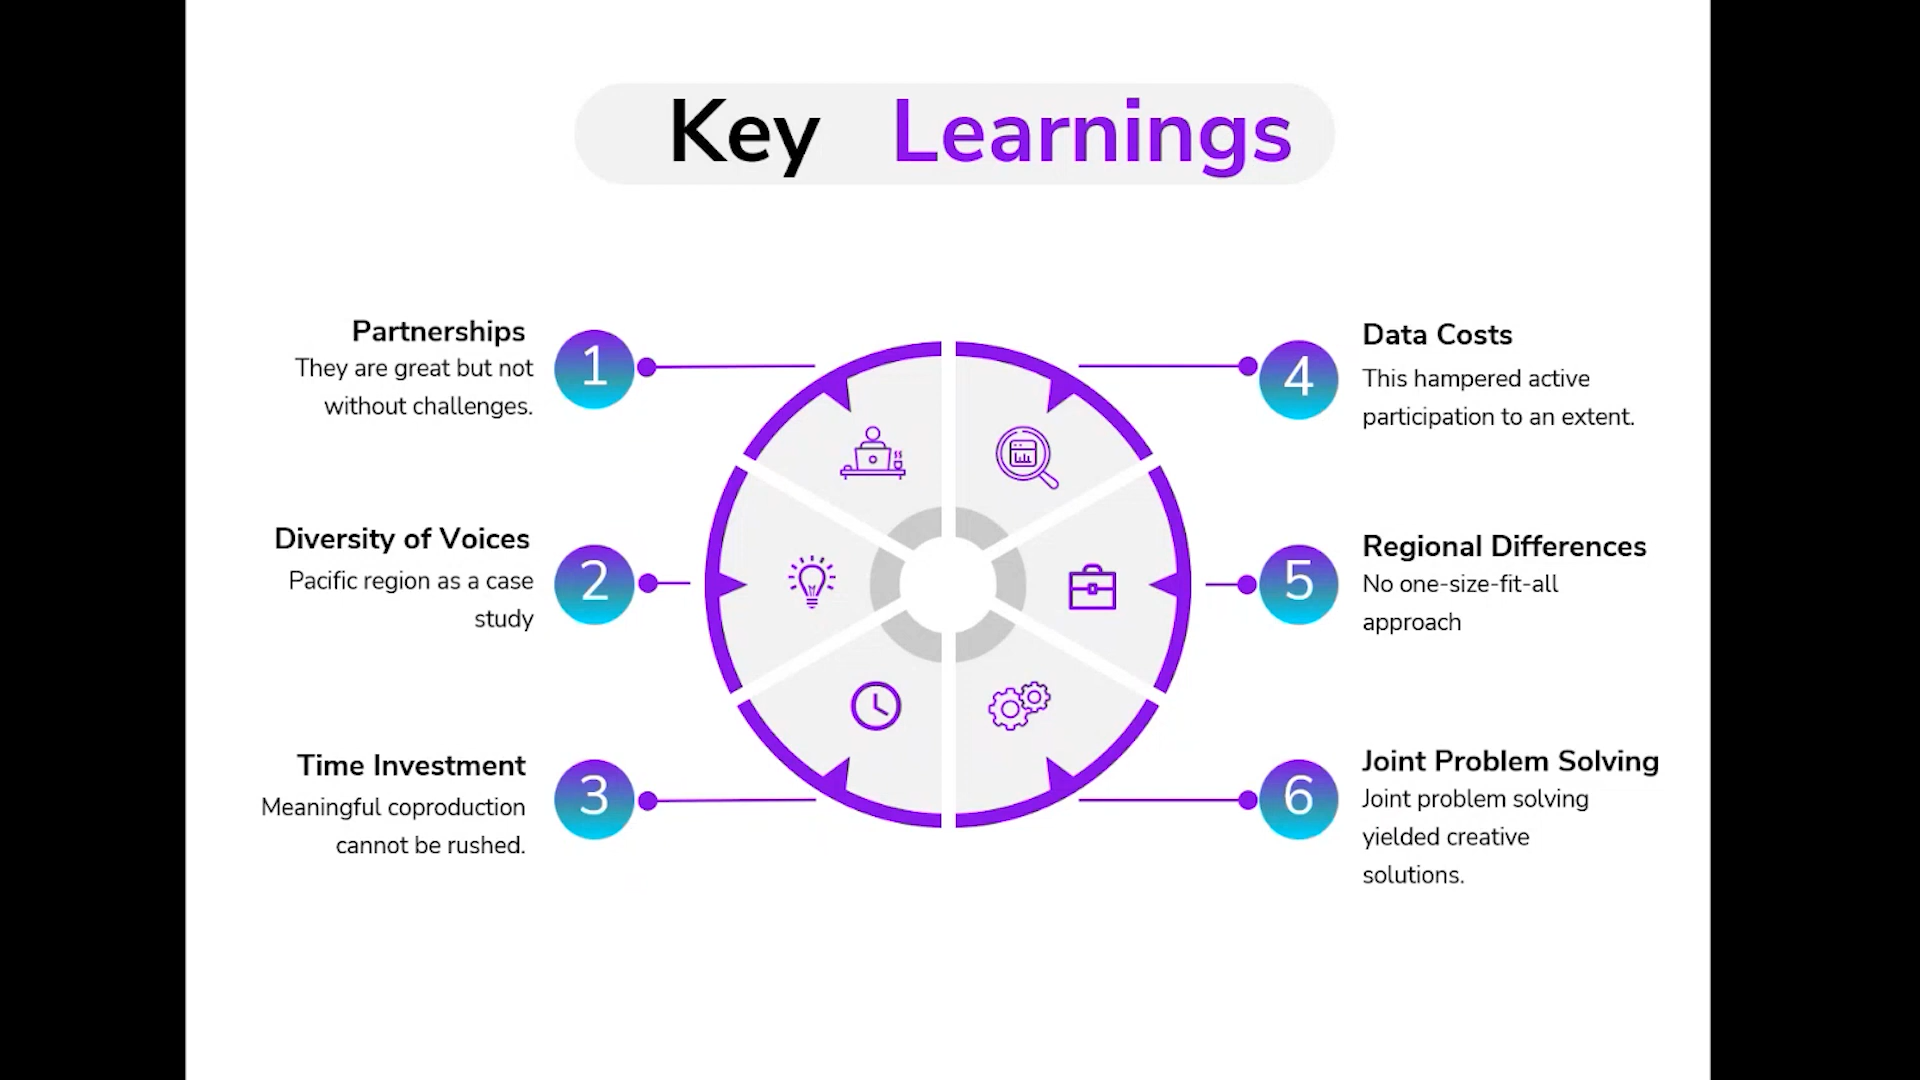 Key Learnings
1
Partnerships
They are great but not
without challenges.
2
Diversity of Voices
Pacific region as a case
study
3
Time Investment
Meaningful coproduction
cannot be rushed.
4
Data Costs
This hampered active
participation to an extent.
5
Regional Differences
No one-size-fit-all
approach
6
Joint Problem Solving
Joint problem solving
yielded creative
solutions.